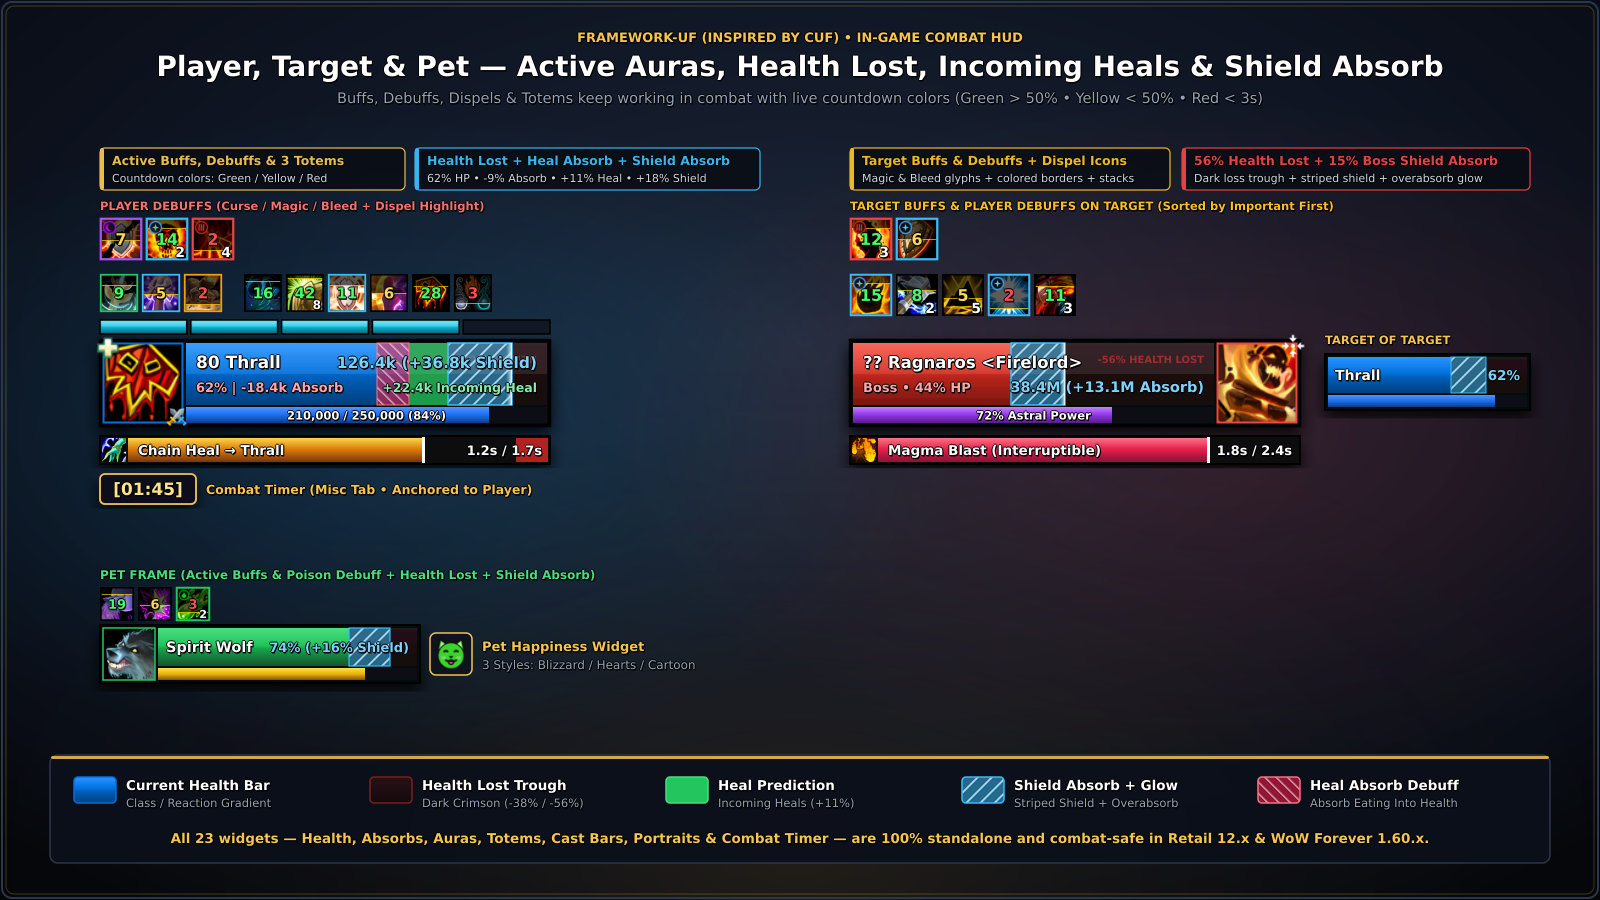 FRAMEWORK-UF (INSPIRED BY CUF) • IN-GAME COMBAT HUD
Player, Target & Pet — Active Auras, Health Lost, Incoming Heals & Shield Absorb
Buffs, Debuffs, Dispels & Totems keep working in combat with live countdown colors (Green > 50% • Yellow < 50% • Red < 3s)
Active Buffs, Debuffs & 3 Totems
Countdown colors: Green / Yellow / Red
Health Lost + Heal Absorb + Shield Absorb
62% HP • -9% Absorb • +11% Heal • +18% Shield
PLAYER DEBUFFS (Curse / Magic / Bleed + Dispel Highlight)
7 14 2 2 4
9 5 2 16 42 8 11 6 28 3
80 Thrall 126.4k (+36.8k Shield)
62% | -18.4k Absorb +22.4k Incoming Heal
210,000 / 250,000 (84%)
Chain Heal → Thrall 1.2s / 1.7s
[01:45] Combat Timer (Misc Tab • Anchored to Player)
Target Buffs & Debuffs + Dispel Icons
Magic & Bleed glyphs + colored borders + stacks
56% Health Lost + 15% Boss Shield Absorb
Dark loss trough + striped shield + overabsorb glow
TARGET BUFFS & PLAYER DEBUFFS ON TARGET (Sorted by Important First)
12 3 6
15 8 2 5 5 2 11 3
?? Ragnaros <Firelord> -56% HEALTH LOST
Boss • 44% HP 38.4M (+13.1M Absorb)
72% Astral Power
Magma Blast (Interruptible) 1.8s / 2.4s
TARGET OF TARGET
Thrall 62%
PET FRAME (Active Buffs & Poison Debuff + Health Lost + Shield Absorb)
19 6 3 2
Spirit Wolf 74% (+16% Shield)
Pet Happiness Widget
3 Styles: Blizzard / Hearts / Cartoon
Current Health Bar
Class / Reaction Gradient
Health Lost Trough
Dark Crimson (-38% / -56%)
Heal Prediction
Incoming Heals (+11%)
Shield Absorb + Glow
Striped Shield + Overabsorb
Heal Absorb Debuff
Absorb Eating Into Health
All 23 widgets — Health, Absorbs, Auras, Totems, Cast Bars, Portraits & Combat Timer — are 100% standalone and combat-safe in Retail 12.x & WoW Forever 1.60.x.